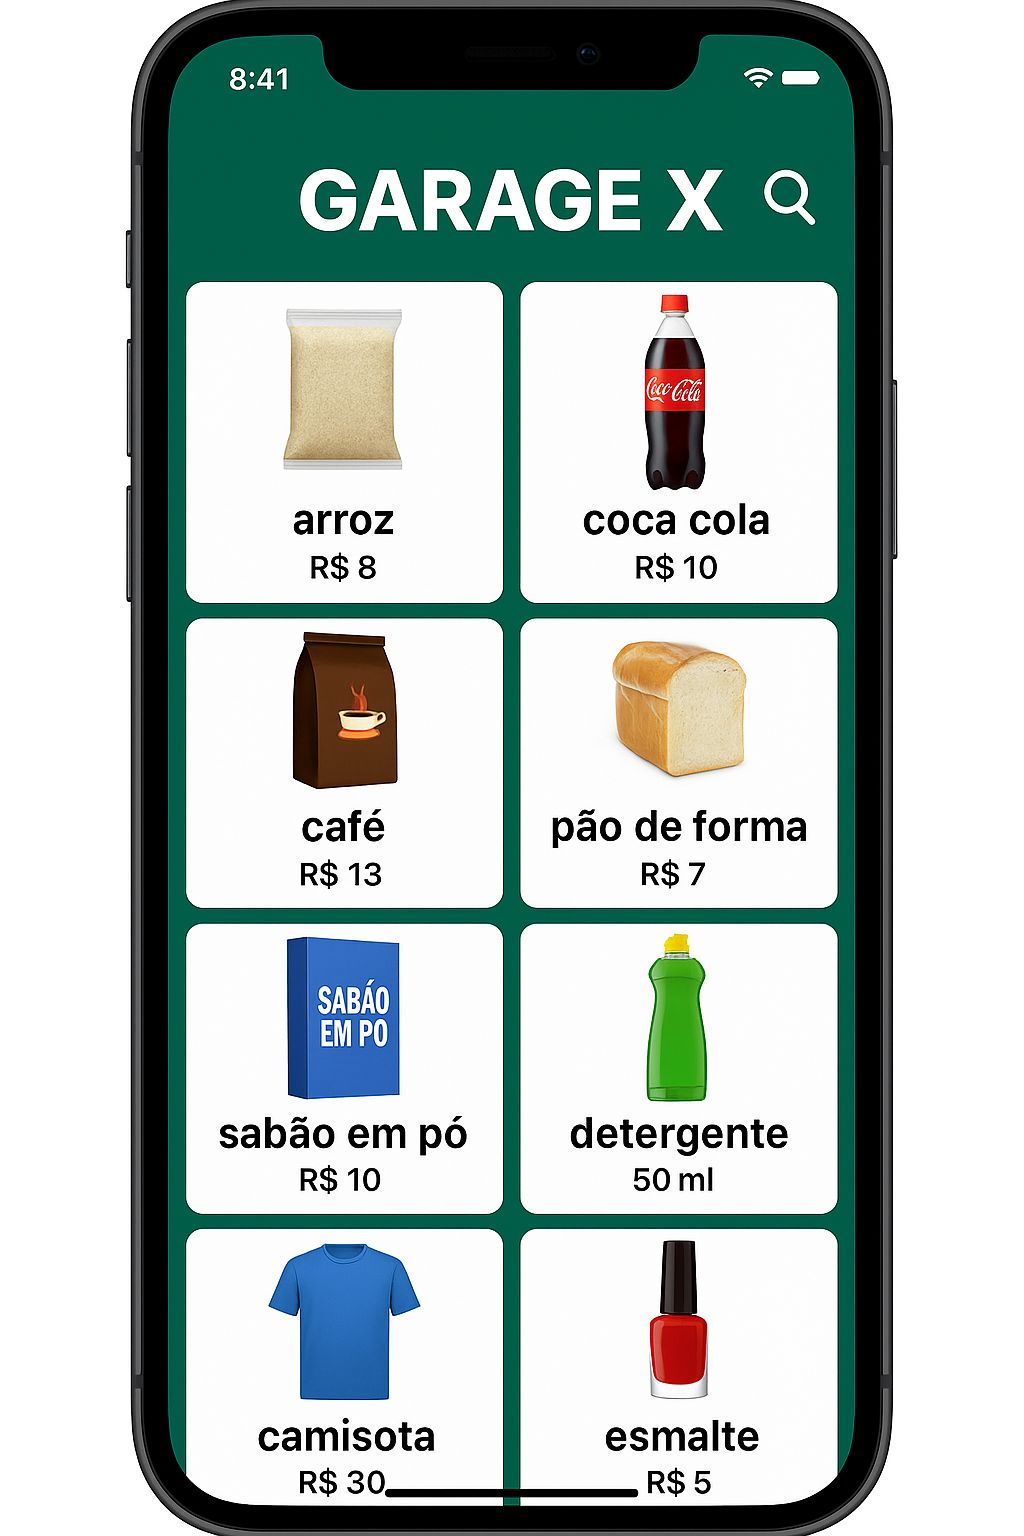 8:41
GARAGE X
Coca-Cola
arroz
R$ 8
coca cola
R$ 10
café
R$ 13
pão de forma
R$ 7
SABÁO
EM PO
sabão em pó
R$ 10
detergente
50 ml
camisota
R$ 30
esmalte
R$ 5